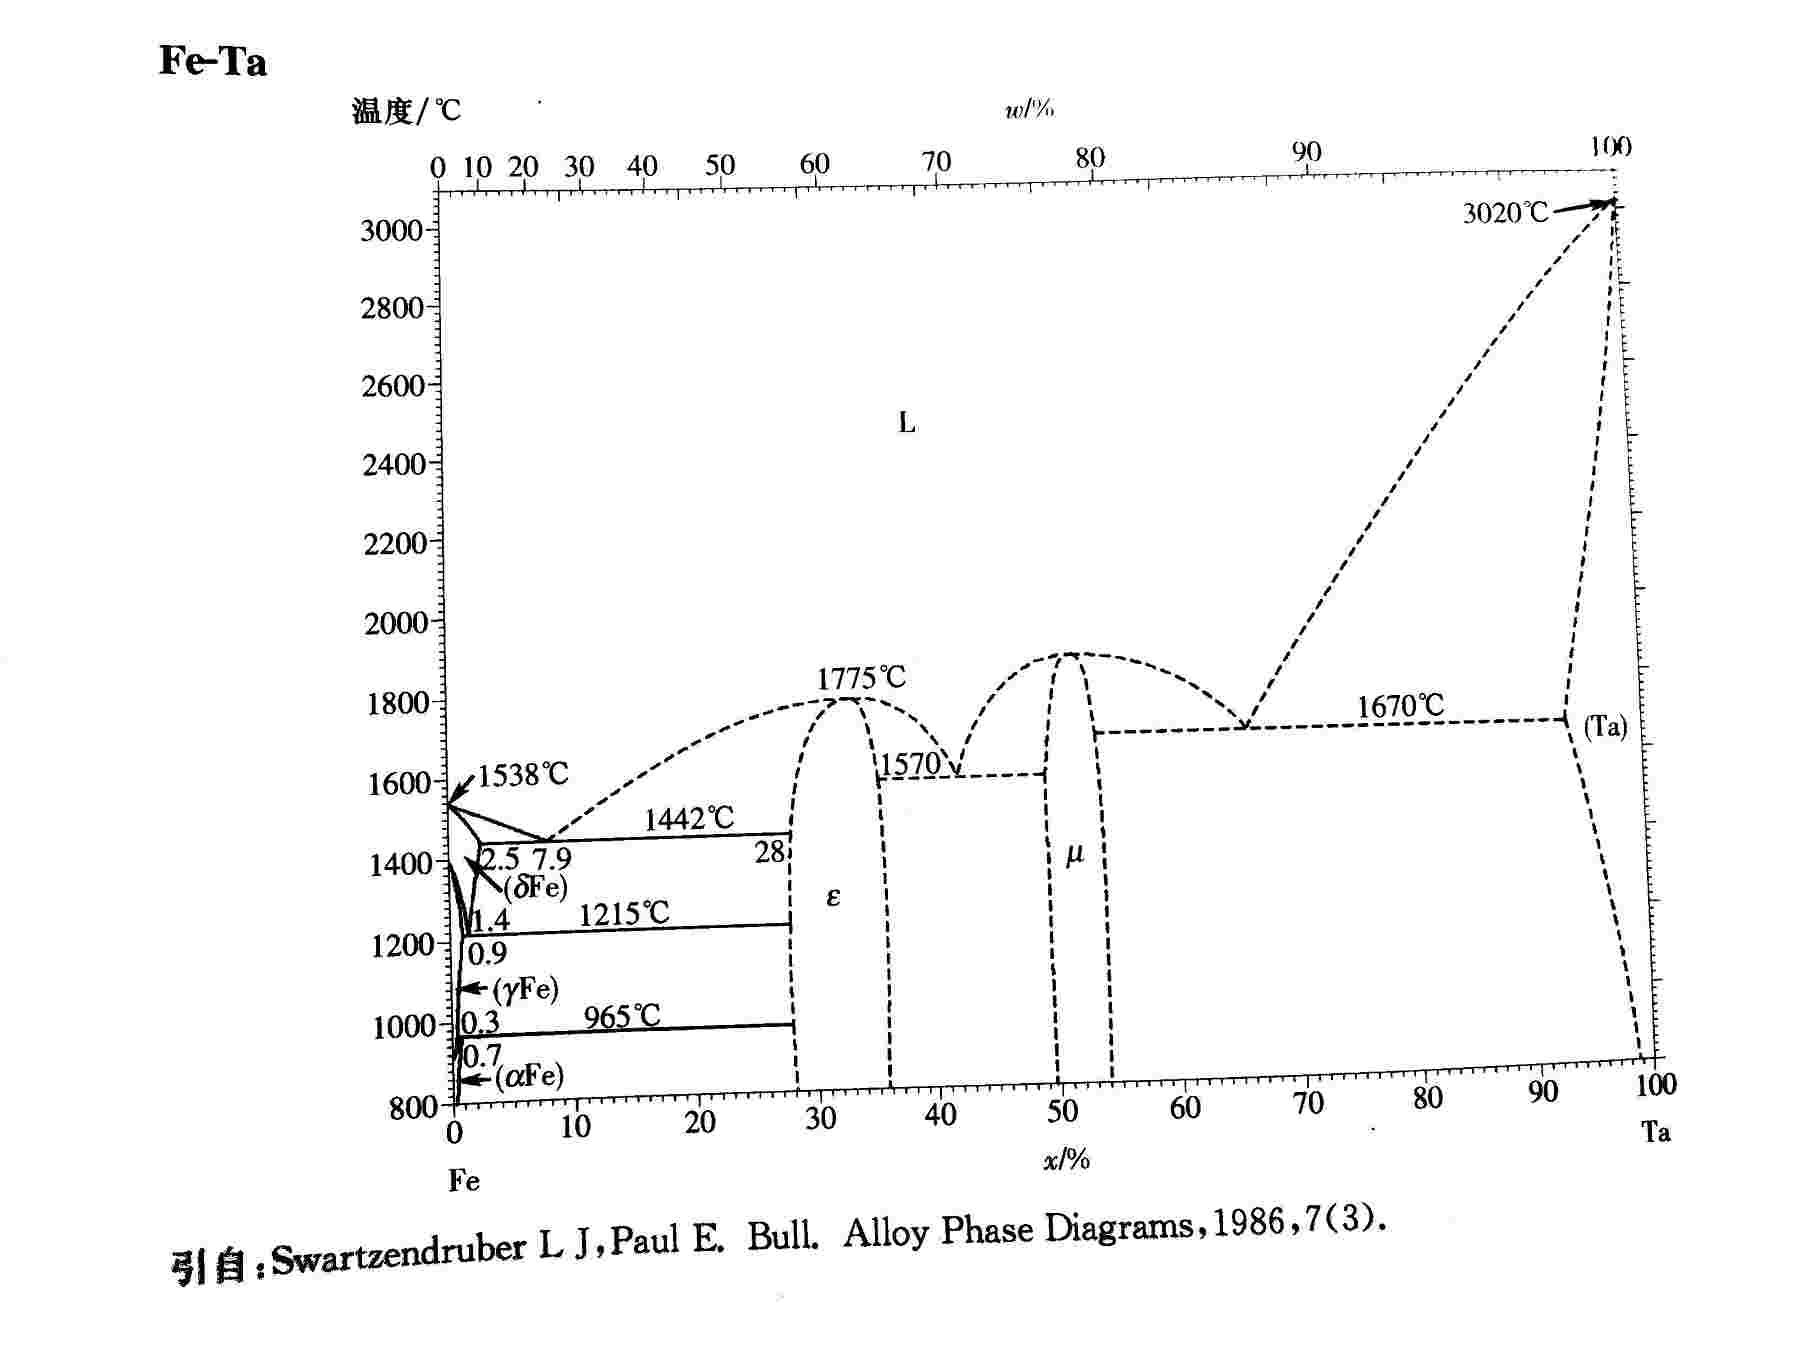 Fe-Ta
温度/℃
w/%
0 10 20 30 40 50 60 70 80 90 100
3000
3020℃
2800
2600
L
2400
2200
2000
1800
1775℃
1670℃
(Ta)
1600
1538℃
1570
1442℃
1400
2.5 7.9
28
μ
(δFe)
ε
1.4
1215℃
1200
0.9
(γFe)
1000
0.3
965℃
0.7
(αFe)
800
0 10 20 30 40 50 60 70 80 90 100
Fe
x/%
Ta
引自:Swartzendruber L J,Paul E. Bull. Alloy Phase Diagrams,1986,7(3).